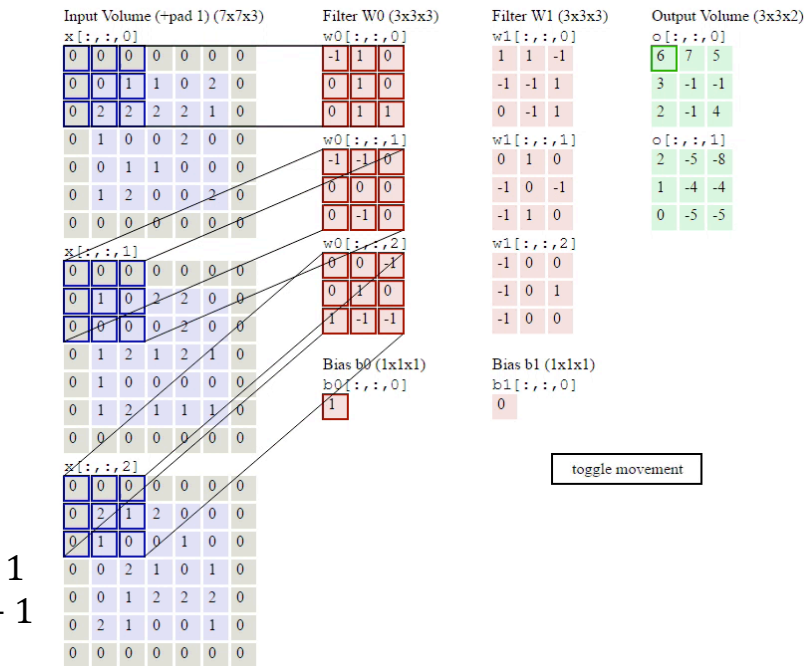 Input Volume (+pad 1) (7x7x3)
x[:,:,0]
0 0 0 0 0 0 0
0 0 1 1 0 2 0
0 2 2 2 2 1 0
0 1 0 0 2 0 0
0 0 1 1 0 0 0
0 1 2 0 0 2 0
0 0 0 0 0 0 0
x[:,:,1]
0 0 0 0 0 0 0
0 1 0 2 2 0 0
0 0 0 0 2 0 0
0 1 2 1 2 1 0
0 1 0 0 0 0 0
0 1 2 1 1 1 0
0 0 0 0 0 0 0
x[:,:,2]
0 0 0 0 0 0 0
0 2 1 2 0 0 0
0 1 0 0 1 0 0
0 0 2 1 0 1 0
0 0 1 2 2 2 0
0 2 1 0 0 1 0
0 0 0 0 0 0 0
1
- 1
Filter W0 (3x3x3)
w0[:,:,0]
-1 1 0
0 1 0
0 1 1
w0[:,:,1]
-1 -1 0
0 0 0
0 -1 0
w0[:,:,2]
0 0 -1
0 1 0
1 -1 -1
Bias b0 (1x1x1)
b0[:,:,0]
1
Filter W1 (3x3x3)
w1[:,:,0]
1 1 -1
-1 -1 1
0 -1 1
w1[:,:,1]
0 1 0
-1 0 -1
-1 1 0
w1[:,:,2]
-1 0 0
-1 0 1
-1 0 0
Bias b1 (1x1x1)
b1[:,:,0]
0
Output Volume (3x3x2)
o[:,:,0]
6 7 5
3 -1 -1
2 -1 4
o[:,:,1]
2 -5 -8
1 -4 -4
0 -5 -5
toggle movement